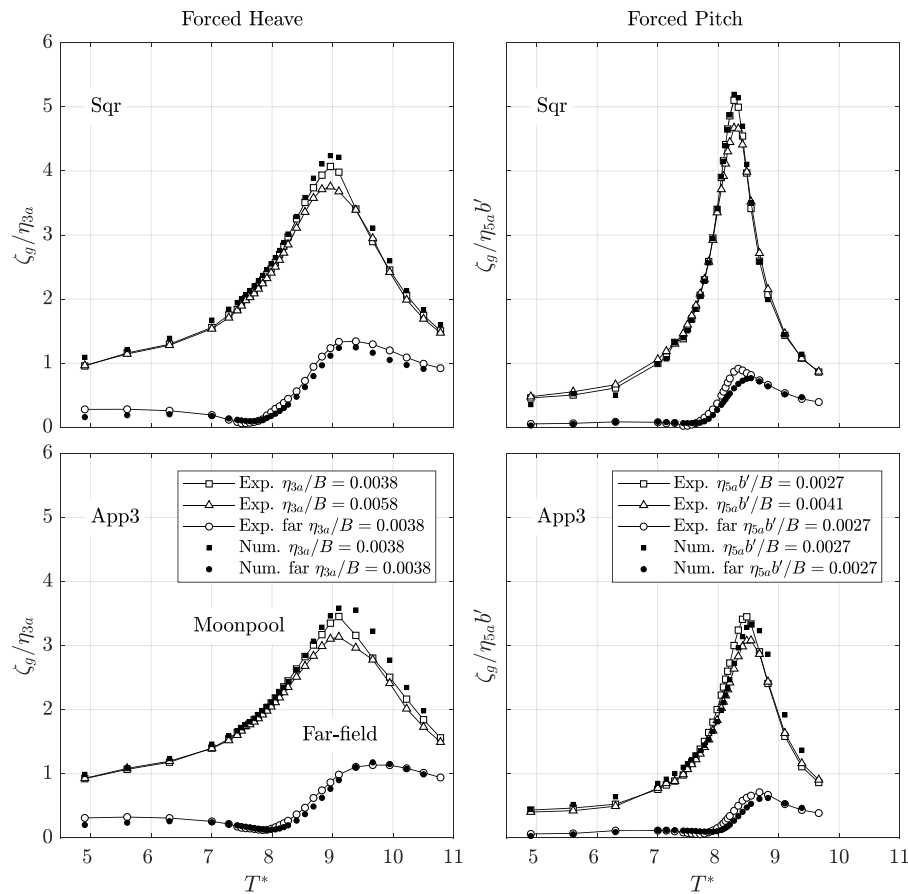 Forced Heave
Forced Pitch
6
5
4
3
2
1
0
ζg/η3a
Sqr
ζg/η5ab′
Sqr
6
5
4
3
2
1
0
ζg/η3a
App3
Exp. η3a/B = 0.0038
Exp. η3a/B = 0.0058
Exp. far η3a/B = 0.0038
Num. η3a/B = 0.0038
Num. far η3a/B = 0.0038
Moonpool
Far-field
5 6 7 8 9 10 11
T*
ζg/η5ab′
App3
Exp. η5ab′/B = 0.0027
Exp. η5ab′/B = 0.0041
Exp. far η5ab′/B = 0.0027
Num. η5ab′/B = 0.0027
Num. far η5ab′/B = 0.0027
5 6 7 8 9 10 11
T*